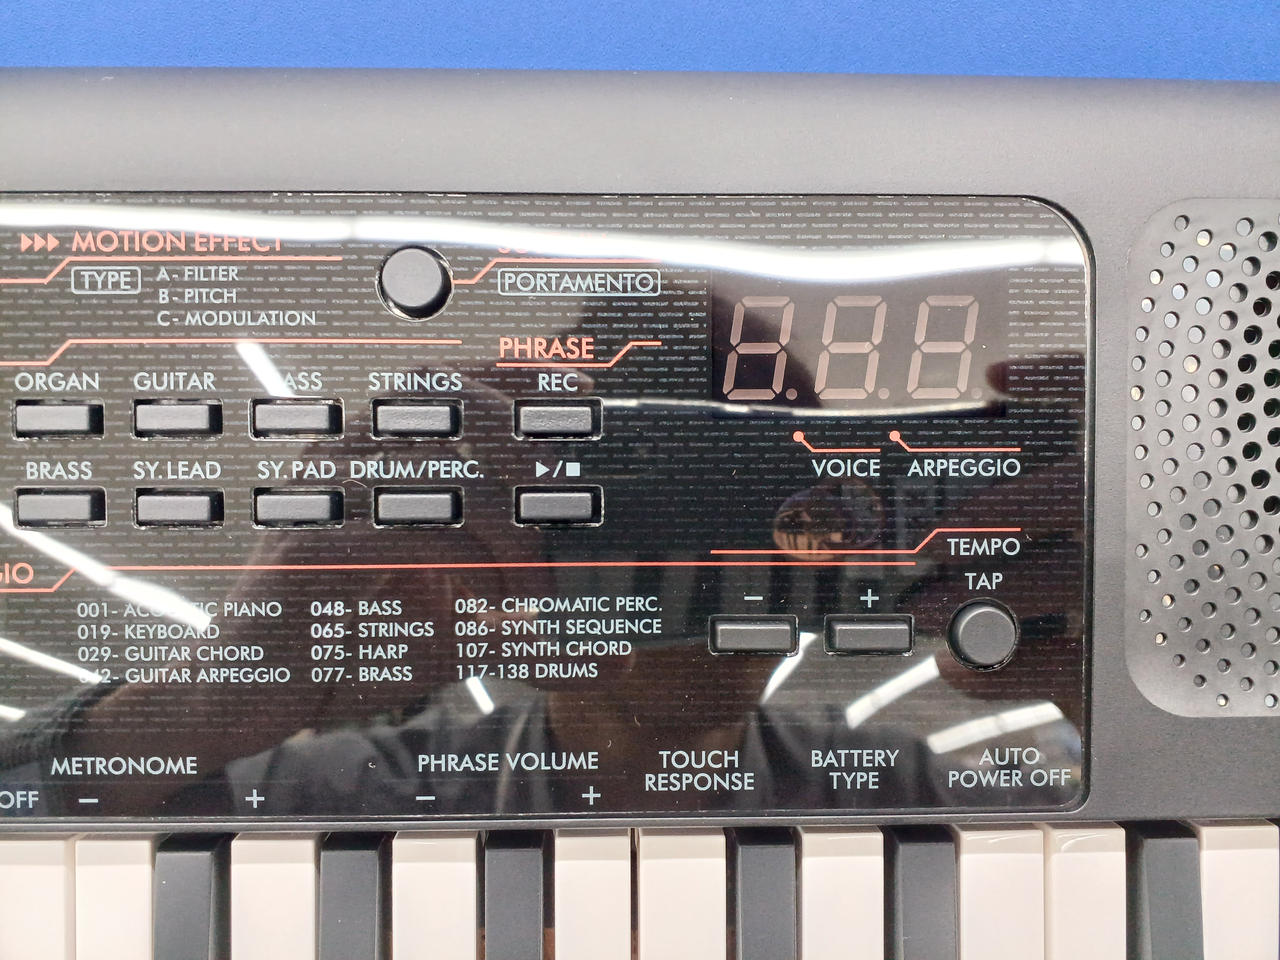 MOTION EFFECT
TYPE
A - FILTER
B - PITCH
C - MODULATION
PORTAMENTO
PHRASE
ORGAN GUITAR STRINGS REC
BRASS SY. LEAD SY. PAD DRUM/PERC. ▶/■
VOICE ARPEGGIO
TEMPO
TAP
- +
001- ACOUSTIC PIANO 048- BASS 082- CHROMATIC PERC.
019- KEYBOARD 065- STRINGS 086- SYNTH SEQUENCE
029- GUITAR CHORD 075- HARP 107- SYNTH CHORD
GUITAR ARPEGGIO 077- BRASS 117-138 DRUMS
METRONOME PHRASE VOLUME TOUCH RESPONSE BATTERY TYPE AUTO POWER OFF
OFF - + - +